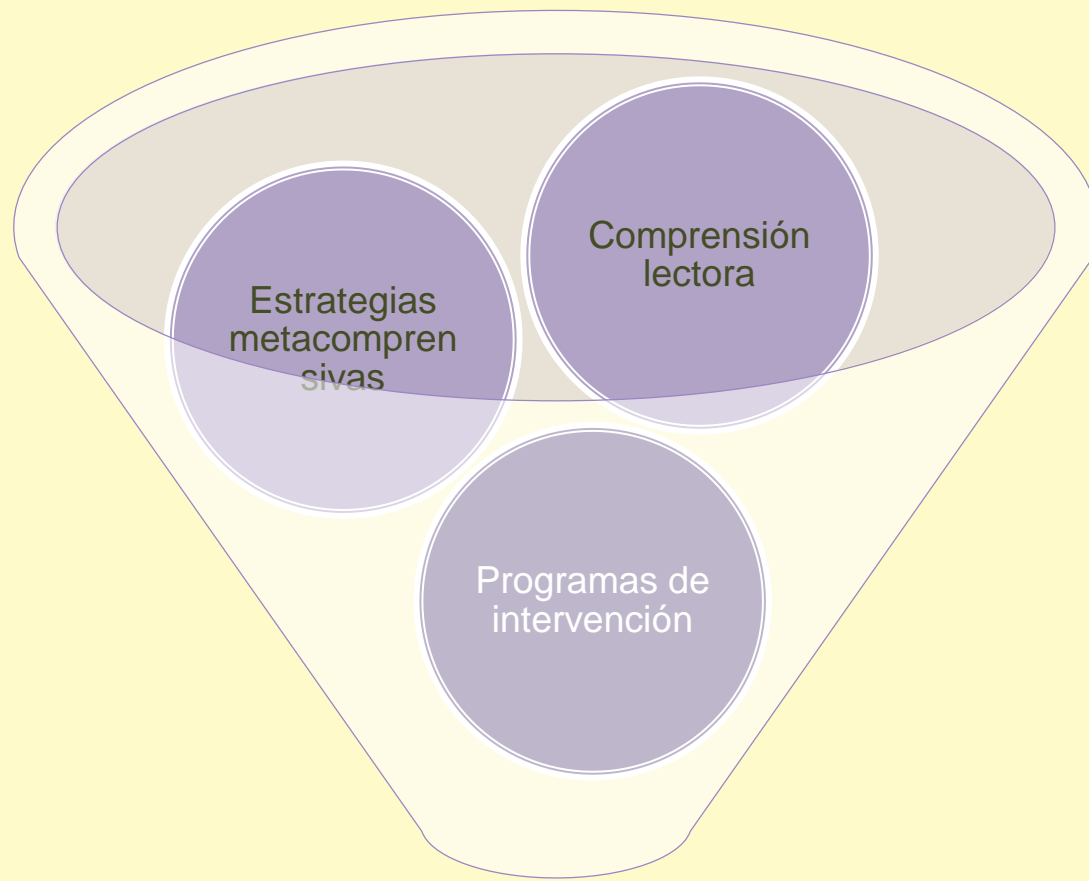 Comprensión
lectora
Estrategias
metacompren
sivas
Programas de
intervención